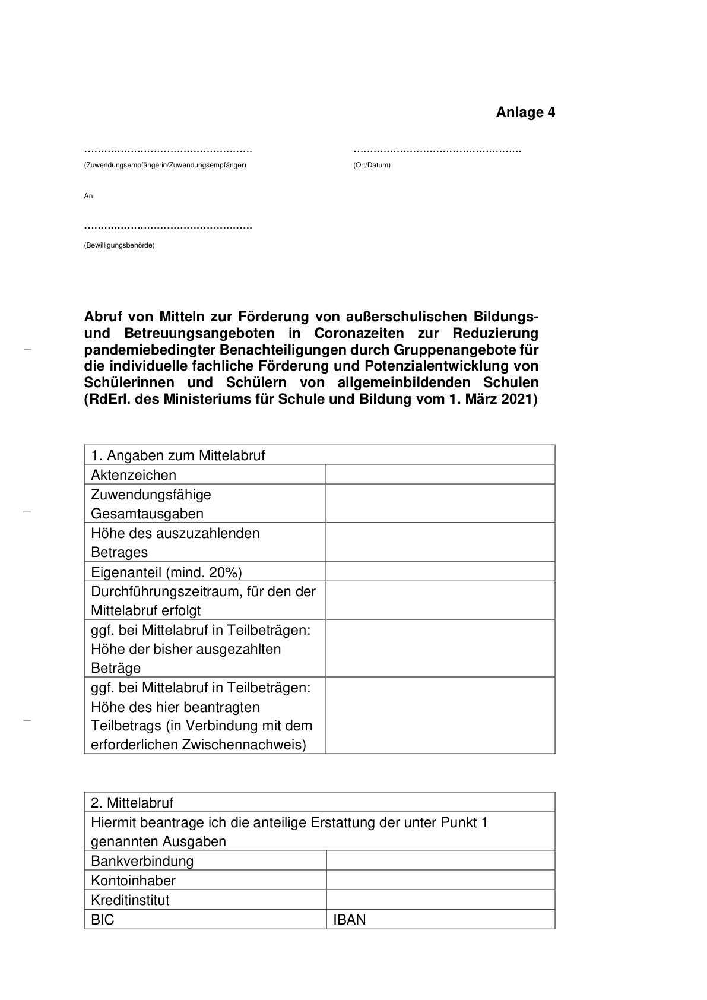 Anlage 4
…………………………………………… ……………………………………………
(Zuwendungsempfängerin/Zuwendungsempfänger) (Ort/Datum)
An
……………………………………………
(Bewilligungsbehörde)
Abruf von Mitteln zur Förderung von außerschulischen Bildungs-
und Betreuungsangeboten in Coronazeiten zur Reduzierung
pandemiebedingter Benachteiligungen durch Gruppenangebote für
die individuelle fachliche Förderung und Potenzialentwicklung von
Schülerinnen und Schülern von allgemeinbildenden Schulen
(RdErl. des Ministeriums für Schule und Bildung vom 1. März 2021)
1. Angaben zum Mittelabruf
Aktenzeichen
Zuwendungsfähige
Gesamtausgaben
Höhe des auszuzahlenden
Betrages
Eigenanteil (mind. 20%)
Durchführungszeitraum, für den der
Mittelabruf erfolgt
ggf. bei Mittelabruf in Teilbeträgen:
Höhe der bisher ausgezahlten
Beträge
ggf. bei Mittelabruf in Teilbeträgen:
Höhe des hier beantragten
Teilbetrags (in Verbindung mit dem
erforderlichen Zwischennachweis)
2. Mittelabruf
Hiermit beantrage ich die anteilige Erstattung der unter Punkt 1
genannten Ausgaben
Bankverbindung
Kontoinhaber
Kreditinstitut
BIC IBAN